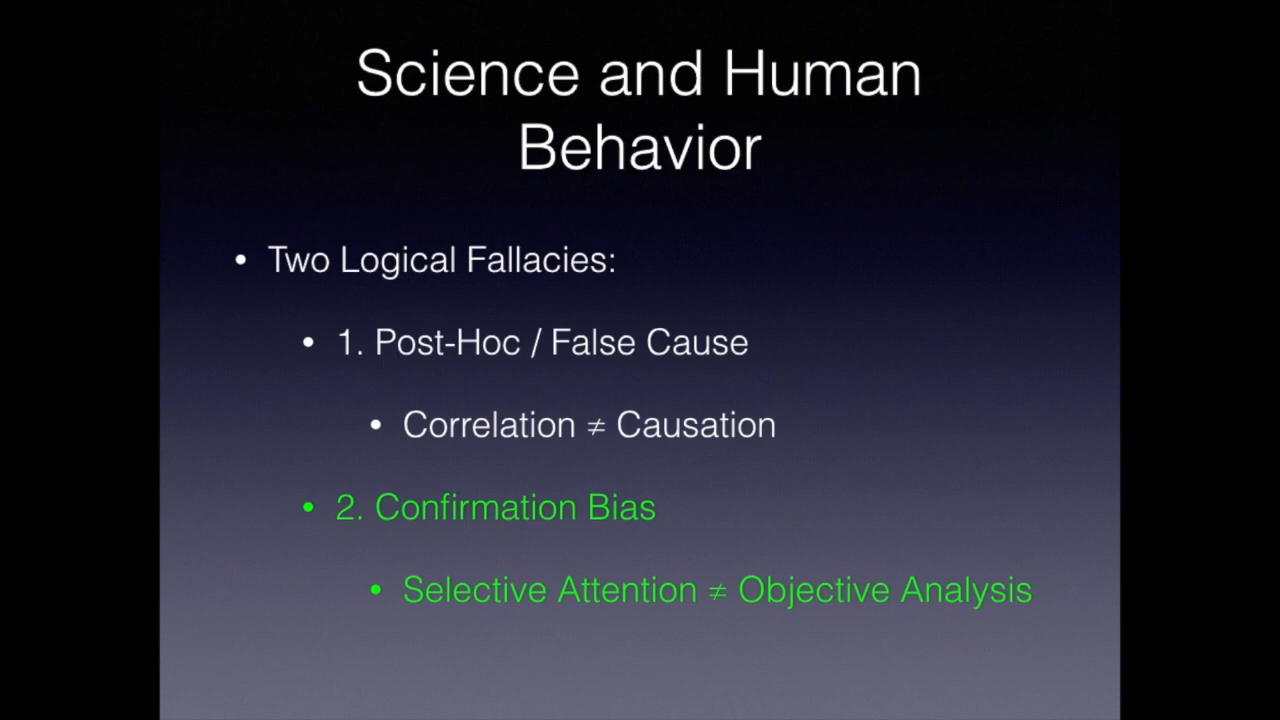 Science and Human
Behavior
• Two Logical Fallacies:
• 1. Post-Hoc / False Cause
• Correlation ≠ Causation
• 2. Confirmation Bias
• Selective Attention ≠ Objective Analysis